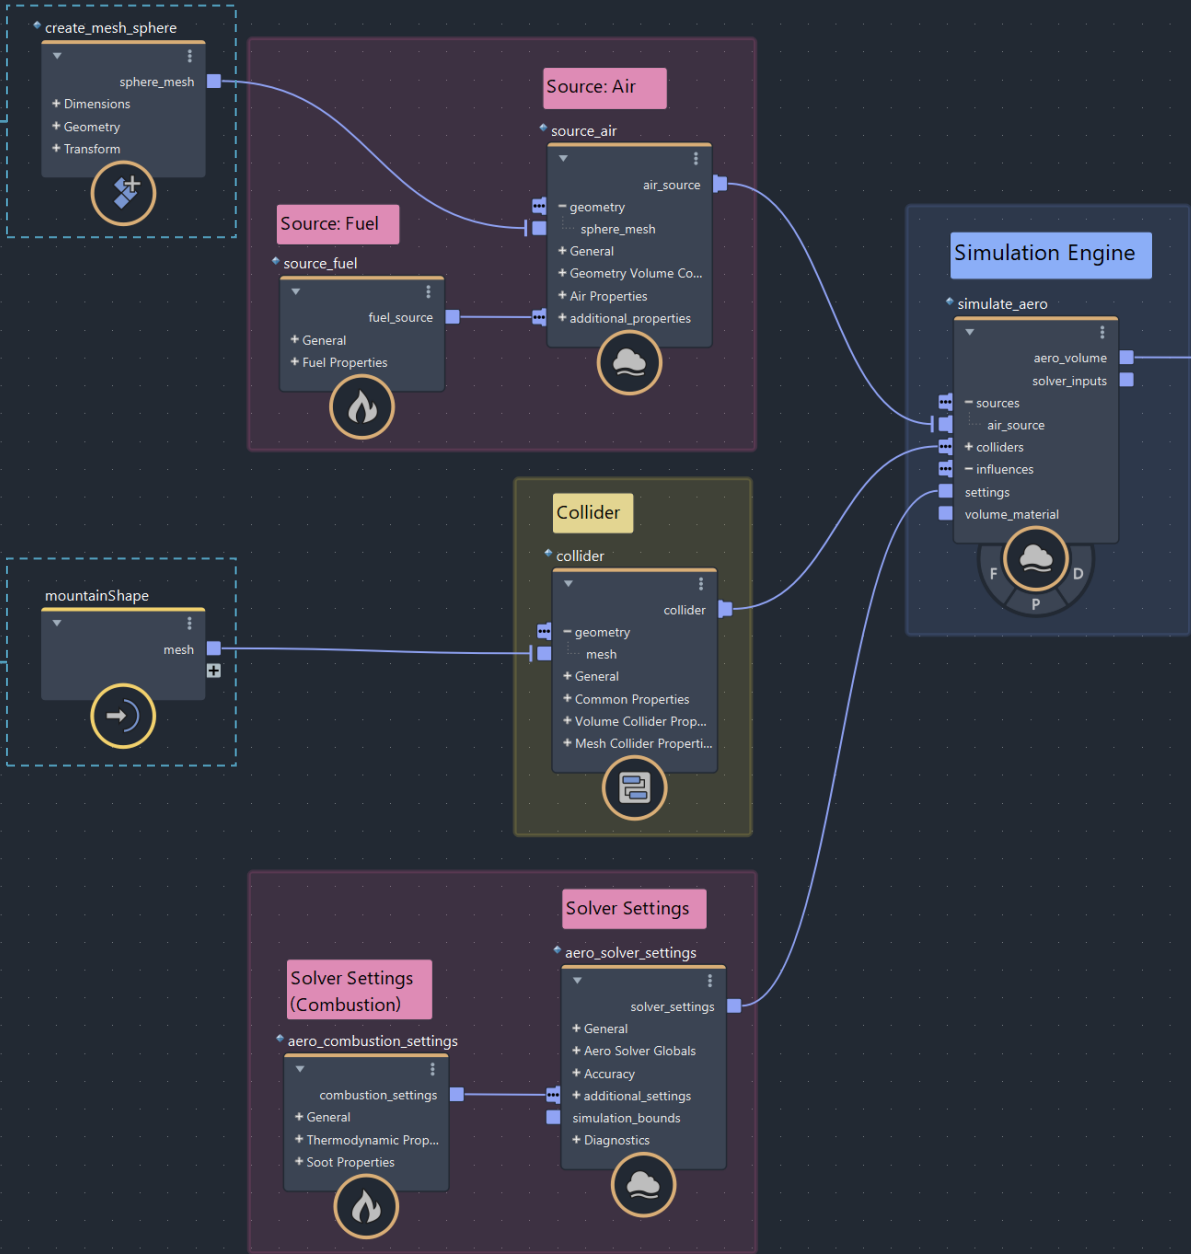 create_mesh_sphere
sphere_mesh
Dimensions
Geometry
Transform
Source: Air
source_air
air_source
geometry
sphere_mesh
General
Geometry Volume Co...
Air Properties
additional_properties
Source: Fuel
source_fuel
fuel_source
General
Fuel Properties
Simulation Engine
simulate_aero
aero_volume
solver_inputs
sources
air_source
colliders
influences
settings
volume_material
F
D
P
Collider
collider
collider
geometry
mesh
General
Common Properties
Volume Collider Prop...
Mesh Collider Properti...
mountainShape
mesh
Solver Settings
aero_solver_settings
solver_settings
General
Aero Solver Globals
Accuracy
additional_settings
simulation_bounds
Diagnostics
Solver Settings
(Combustion)
aero_combustion_settings
combustion_settings
General
Thermodynamic Prop...
Soot Properties